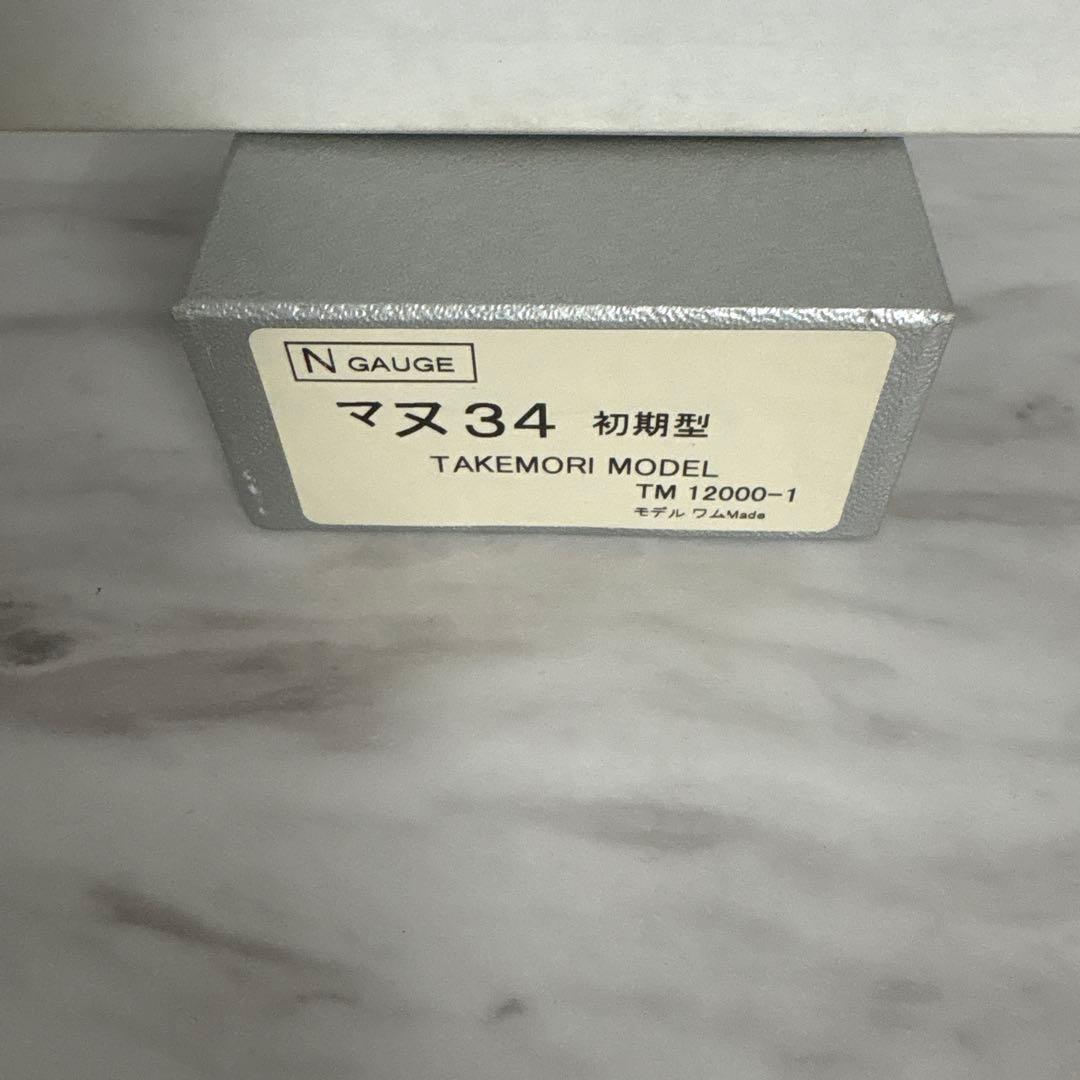 N GAUGE
マヌ34 初期型
TAKEMORI MODEL
TM 12000-1
モデル ワムMade